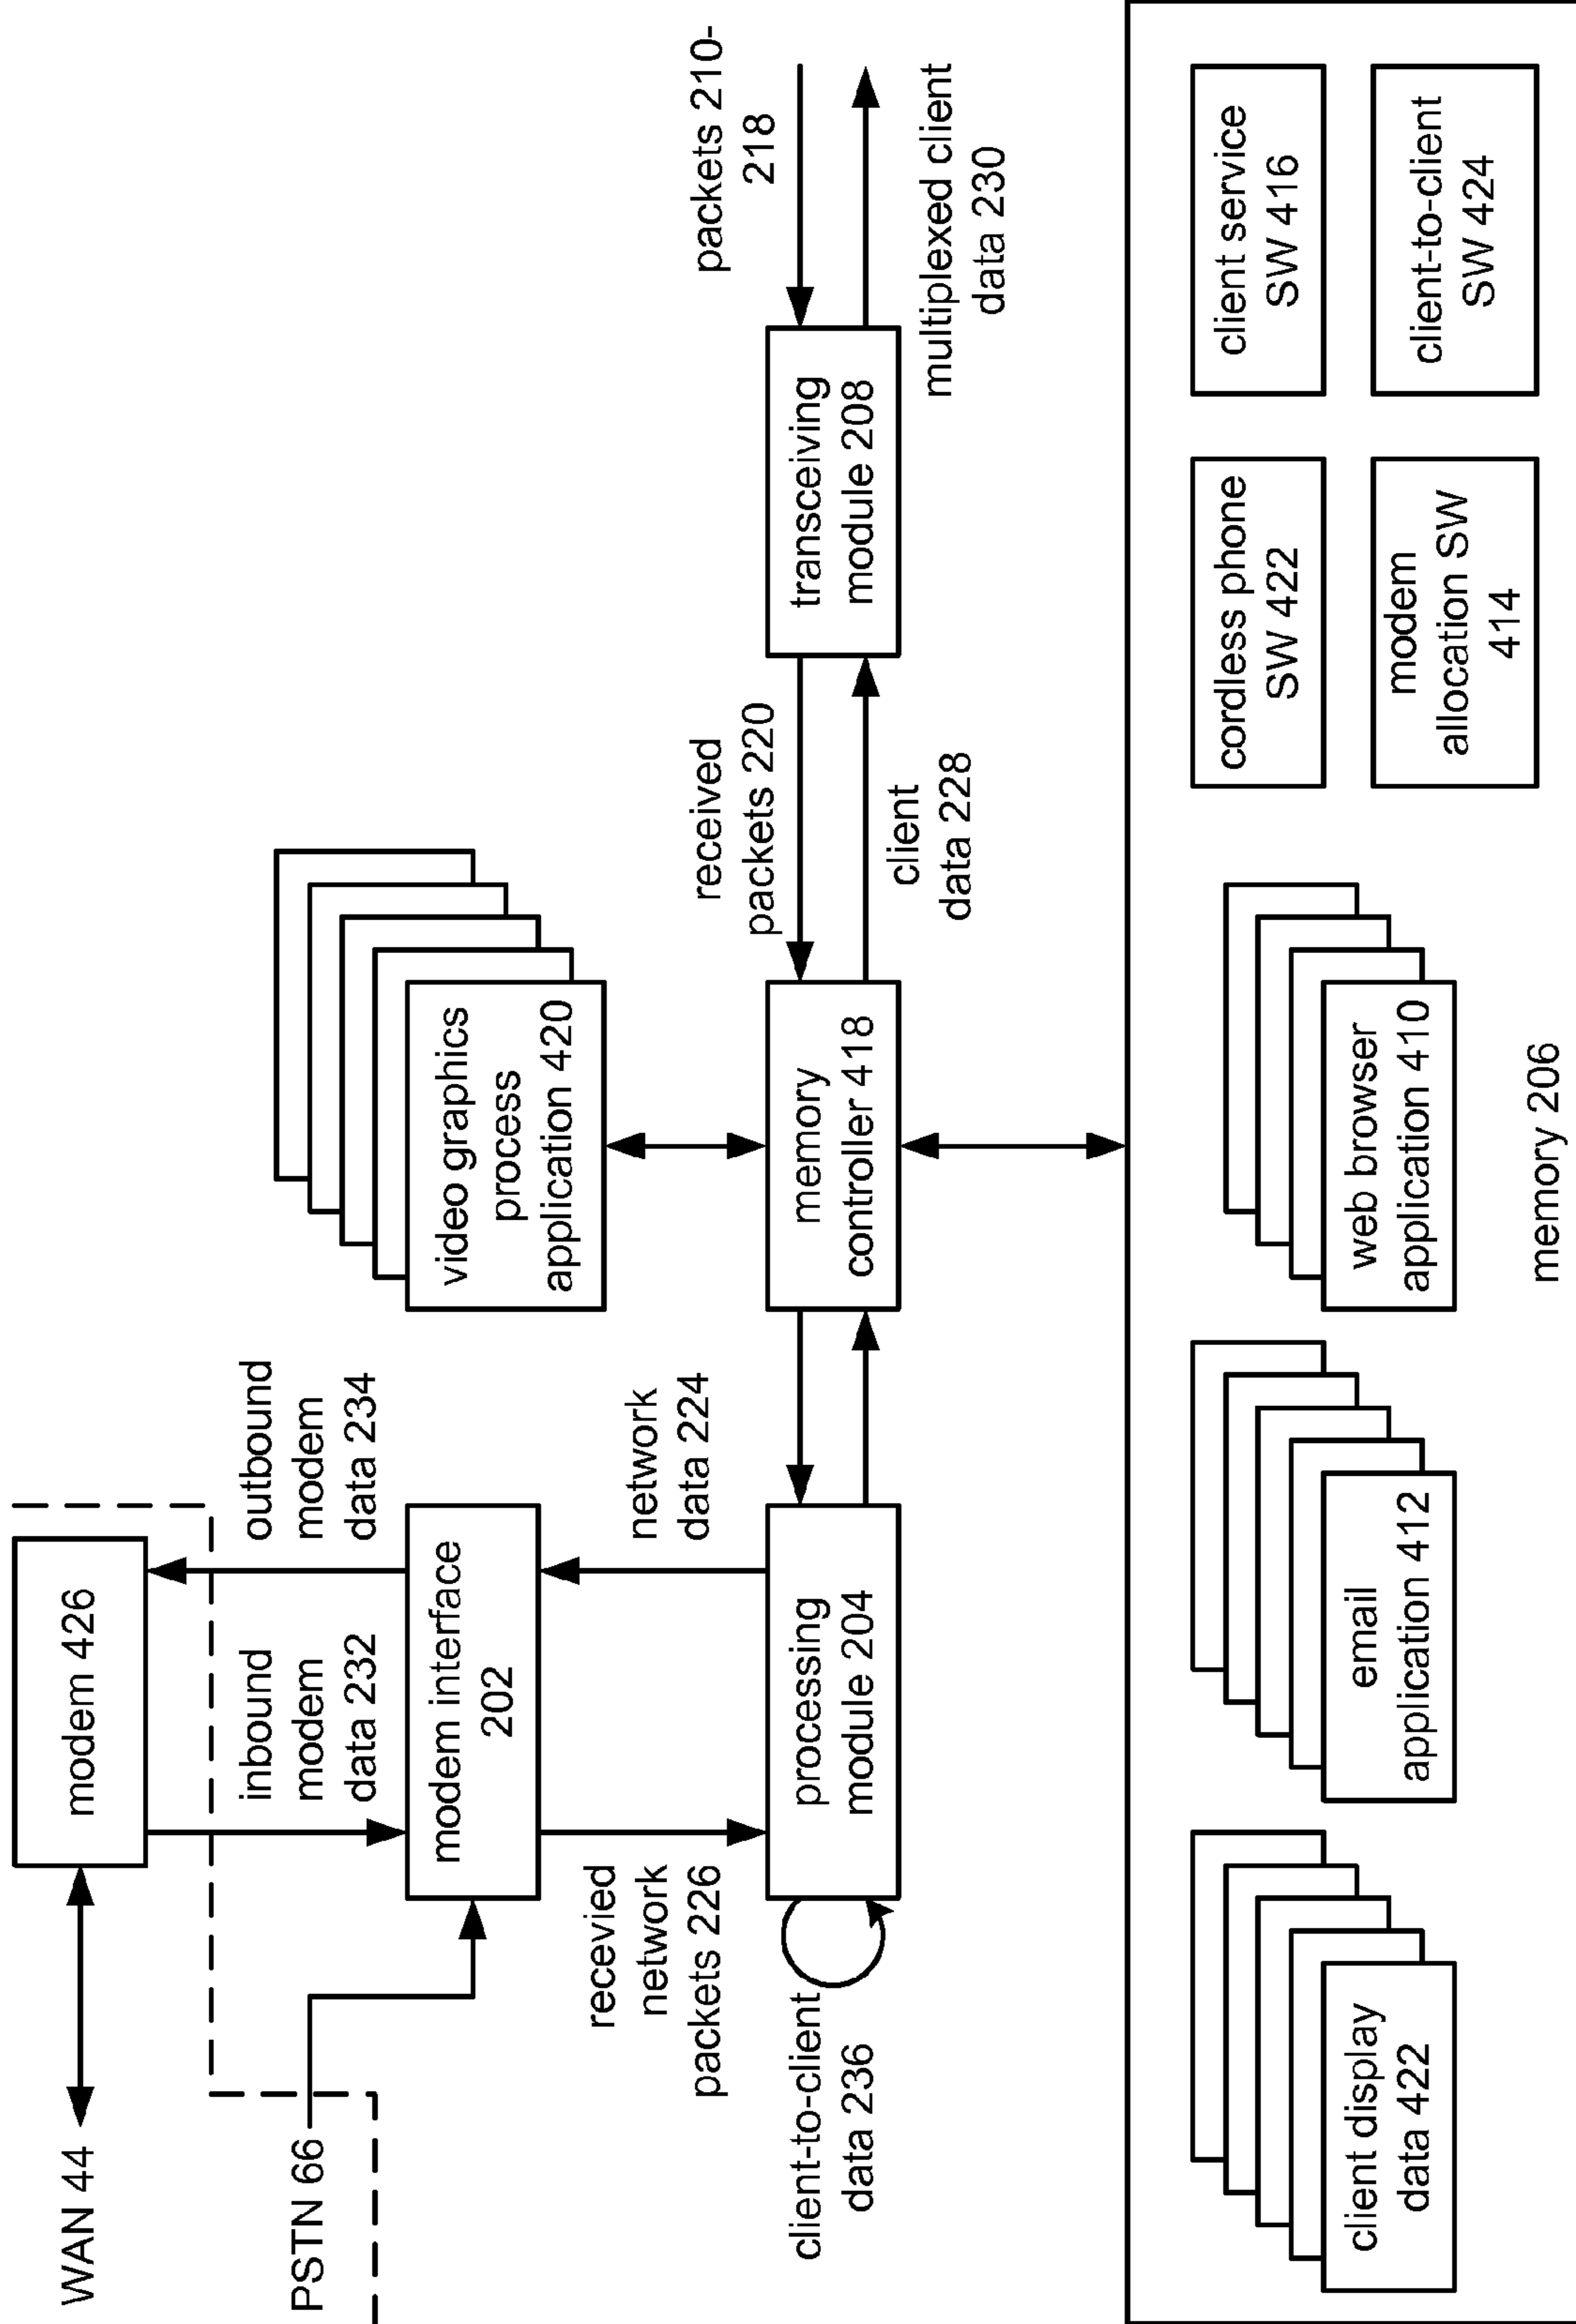 WAN 44
modem 426
PSTN 66
inbound
modem
data 232
outbound
modem
data 234
modem interface
202
video graphics
process
application 420
recevied
network
packets 226
network
data 224
received
packets 220
packets 210-
218
client-to-client
data 236
processing
module 204
memory
controller 418
transceiving
module 208
client
data 228
multiplexed client
data 230
client display
data 422
email
application 412
web browser
application 410
cordless phone
SW 422
client service
SW 416
modem
allocation SW
414
client-to-client
SW 424
memory 206